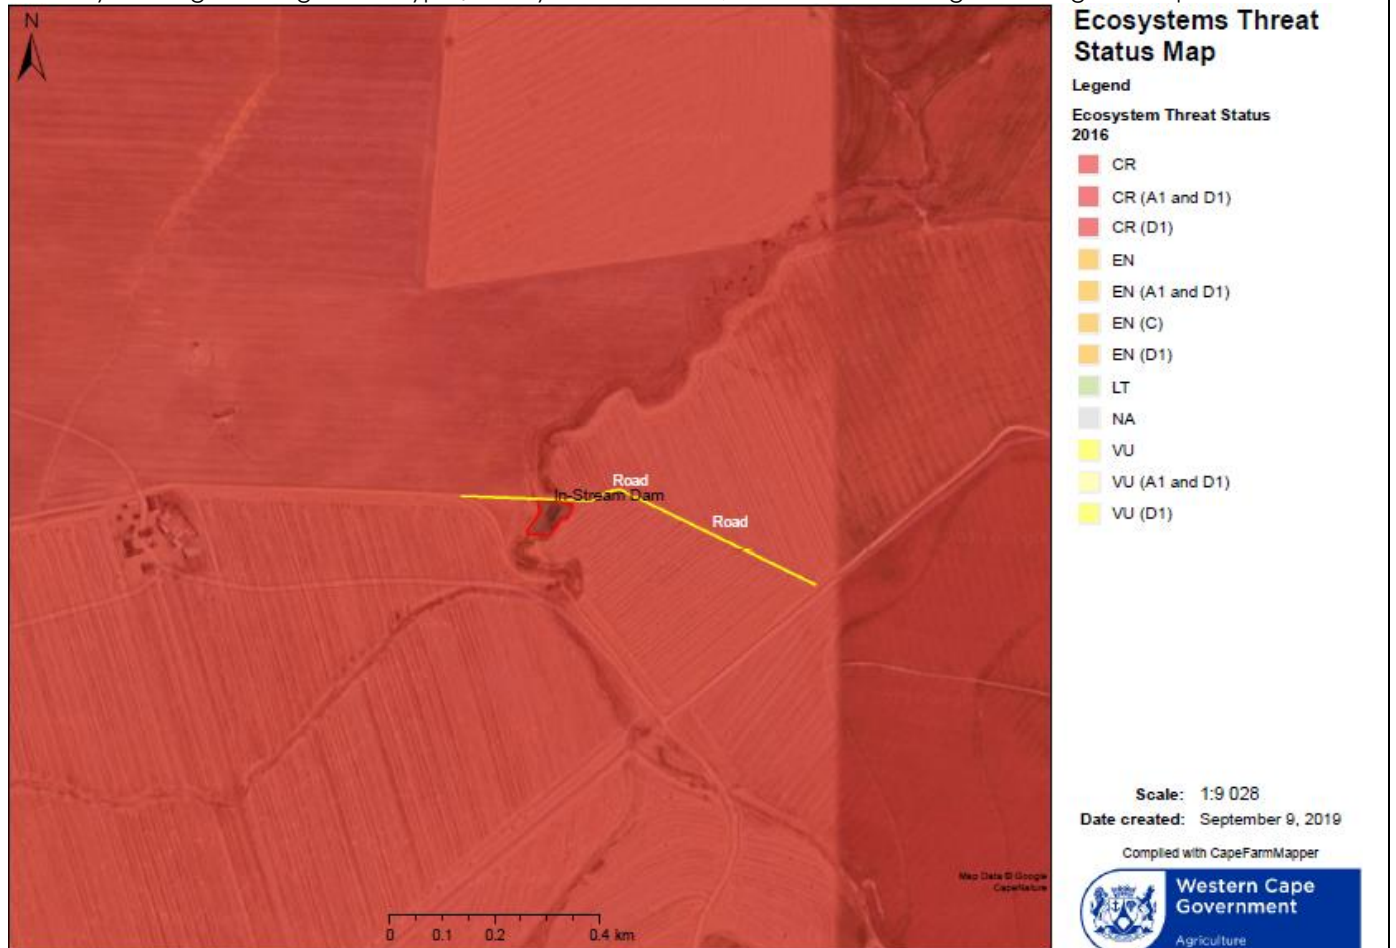 N
Ecosystems Threat
Status Map
Legend
Ecosystem Threat Status
2016
CR
CR (A1 and D1)
CR (D1)
EN
EN (A1 and D1)
EN (C)
EN (D1)
LT
NA
VU
VU (A1 and D1)
VU (D1)
Road
In-Stream Dam
Road
Scale: 1:9 028
Date created: September 9, 2019
Compiled with CapeFarmMapper
Map Data © Google
CapeNature
Western Cape
Government
Agriculture
0 0.1 0.2 0.4 km